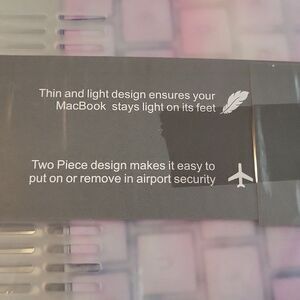 Thin and light design ensures your
MacBook stays light on its feet
Two Piece design makes it easy to
put on or remove in airport security